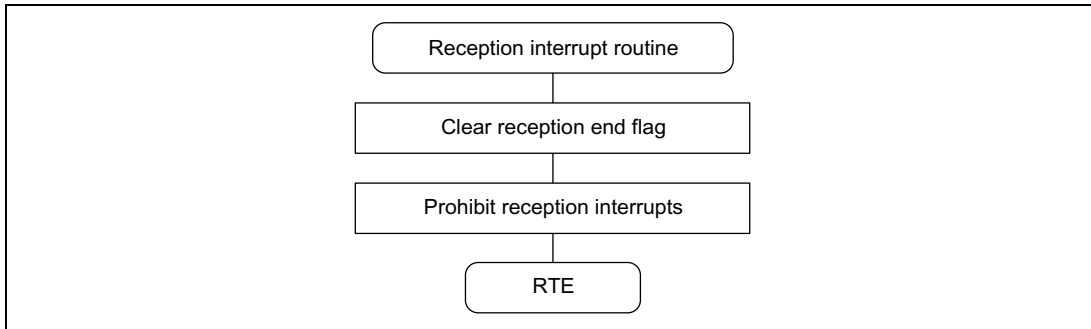 Reception interrupt routine
Clear reception end flag
Prohibit reception interrupts
RTE